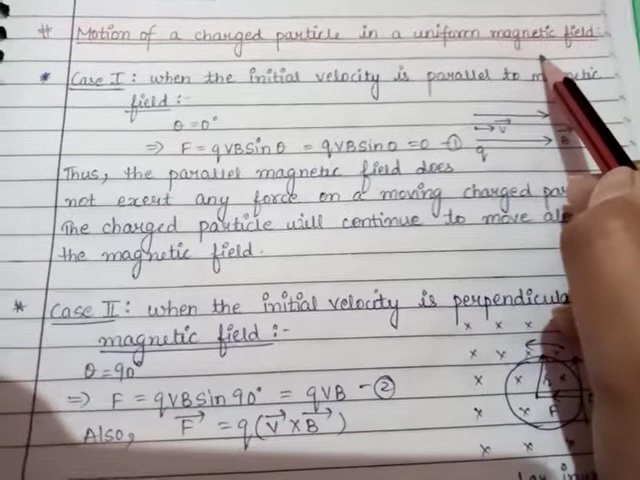 # Motion of a charged particle in a uniform magnetic field:
* Case I: when the initial velocity is parallel to
field:-
θ = 0°
⇒ F = qVBsinθ = qVBsin0 = 0 - ①
V⃗
q
B⃗
Thus, the parallel magnetic field does
not exert any force on a moving charged
The charged particle will continue to move
the magnetic field.
* Case II: when the initial velocity is
magnetic field:-
θ = 90°
⇒ F = qVBsin90° = qVB - ②
Also, F⃗ = q(V⃗ × B⃗)
x x x
x x
x x x
x x
x x x
F